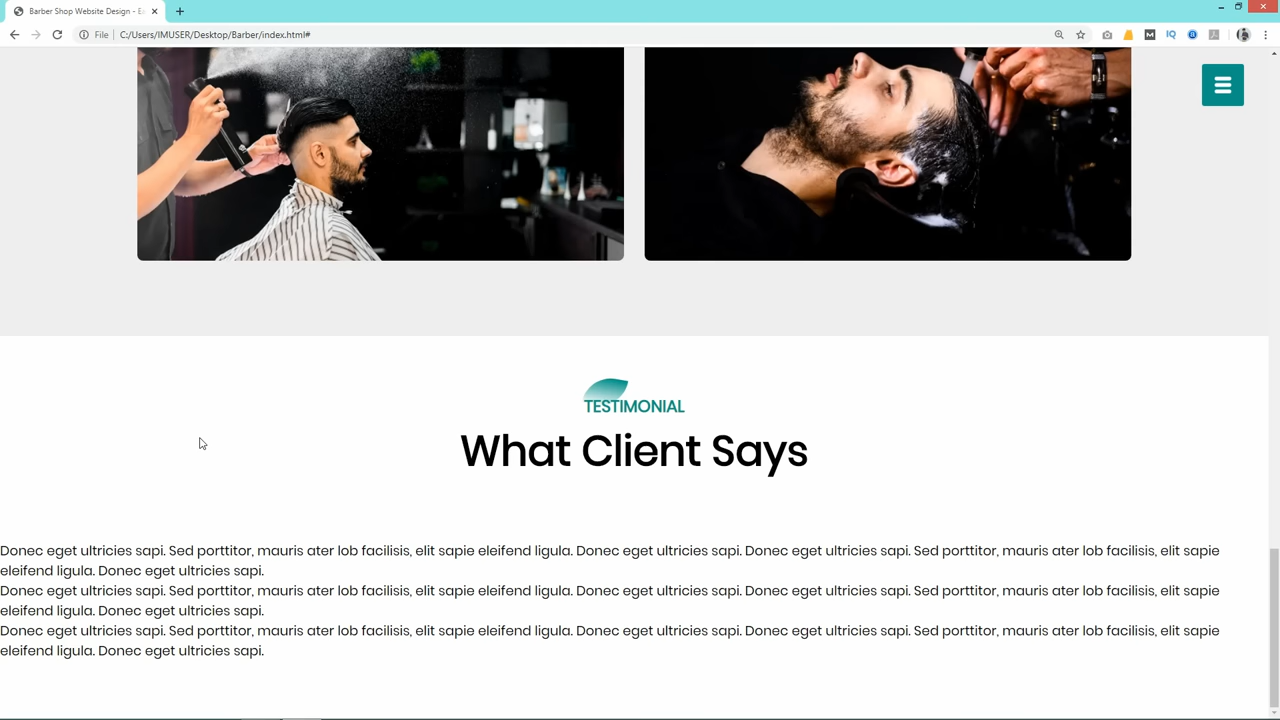 Barber Shop Website Design - E
File
C:/Users/IMUSER/Desktop/Barber/index.html#
IQ
TESTIMONIAL
What Client Says
Donec eget ultricies sapi. Sed porttitor, mauris ater lob facilisis, elit sapie eleifend ligula. Donec eget ultricies sapi. Donec eget ultricies sapi. Sed porttitor, mauris ater lob facilisis, elit sapie
eleifend ligula. Donec eget ultricies sapi.
Donec eget ultricies sapi. Sed porttitor, mauris ater lob facilisis, elit sapie eleifend ligula. Donec eget ultricies sapi. Donec eget ultricies sapi. Sed porttitor, mauris ater lob facilisis, elit sapie
eleifend ligula. Donec eget ultricies sapi.
Donec eget ultricies sapi. Sed porttitor, mauris ater lob facilisis, elit sapie eleifend ligula. Donec eget ultricies sapi. Donec eget ultricies sapi. Sed porttitor, mauris ater lob facilisis, elit sapie
eleifend ligula. Donec eget ultricies sapi.